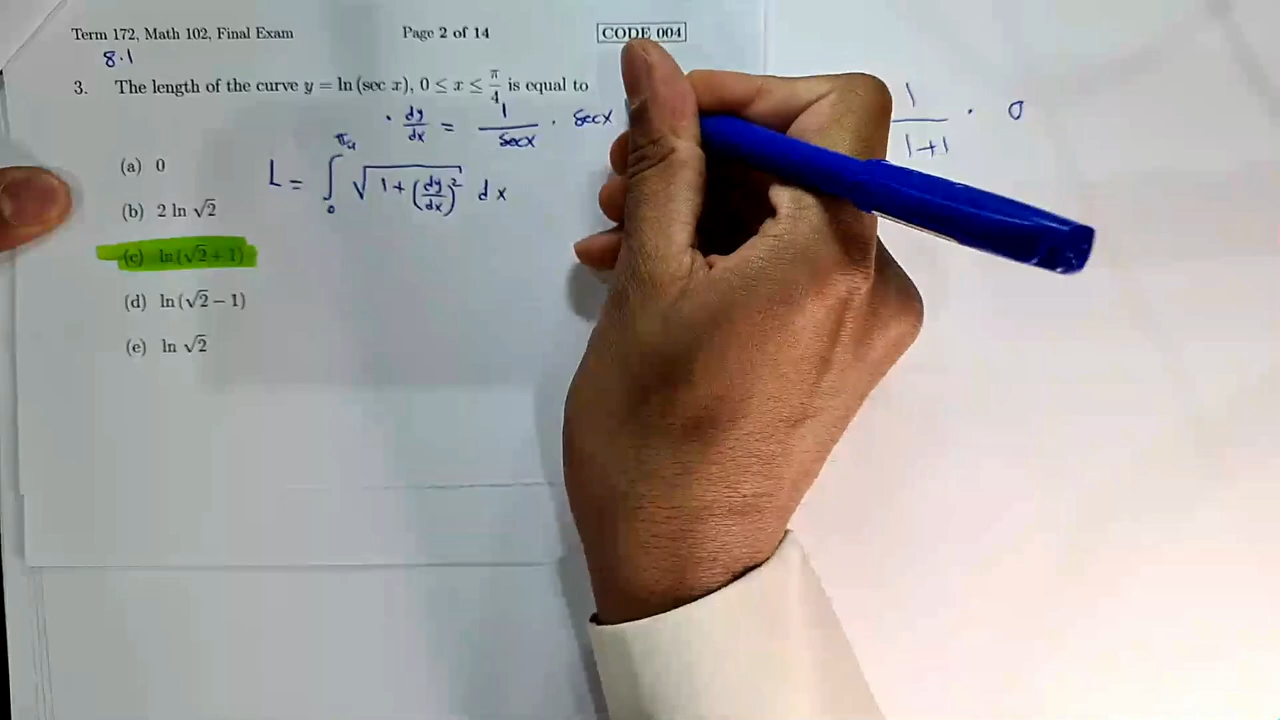 Term 172, Math 102, Final Exam Page 2 of 14 CODE 004
8.1
3. The length of the curve y = ln (sec x), 0 ≤ x ≤ π/4 is equal to
. dy/dx = 1/secx . secx
1/1+1 . 0
(a) 0
L = ∫₀^π/4 √(1 + (dy/dx)²) dx
(b) 2 ln √2
(c) ln (√2 + 1)
(d) ln (√2 − 1)
(e) ln √2